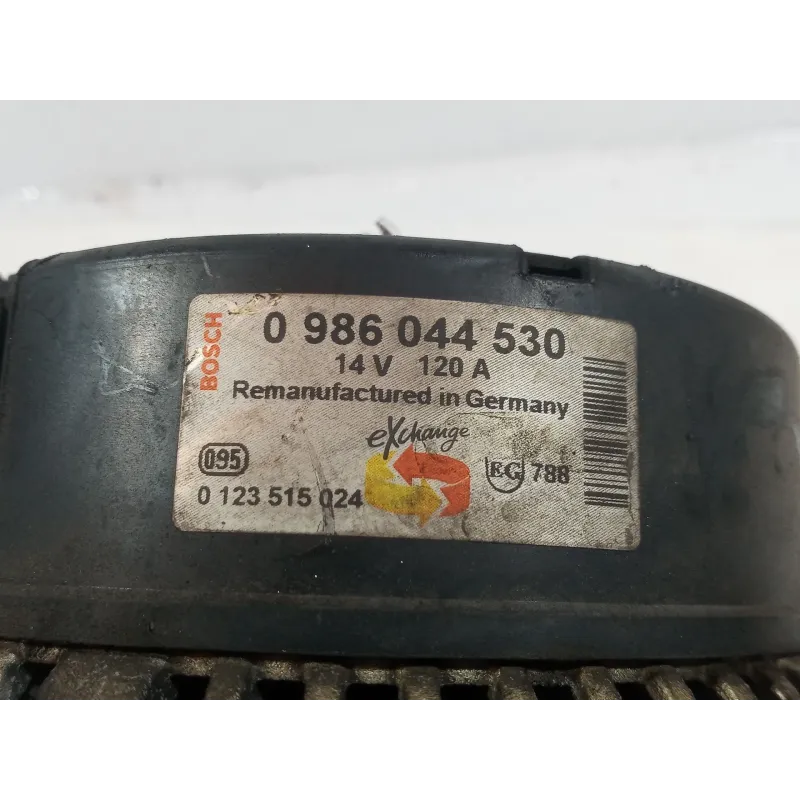 BOSCH
0 986 044 530
14 V 120 A
Remanufactured in Germany
eXchange
095
EG 788
0 123 515 024